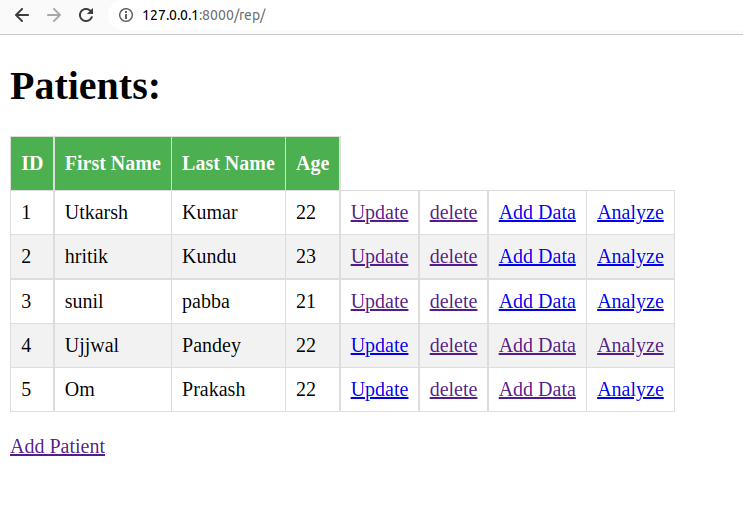 127.0.0.1:8000/rep/
Patients:
ID First Name Last Name Age
1 Utkarsh Kumar 22 Update delete Add Data Analyze
2 hritik Kundu 23 Update delete Add Data Analyze
3 sunil pabba 21 Update delete Add Data Analyze
4 Ujjwal Pandey 22 Update delete Add Data Analyze
5 Om Prakash 22 Update delete Add Data Analyze
Add Patient